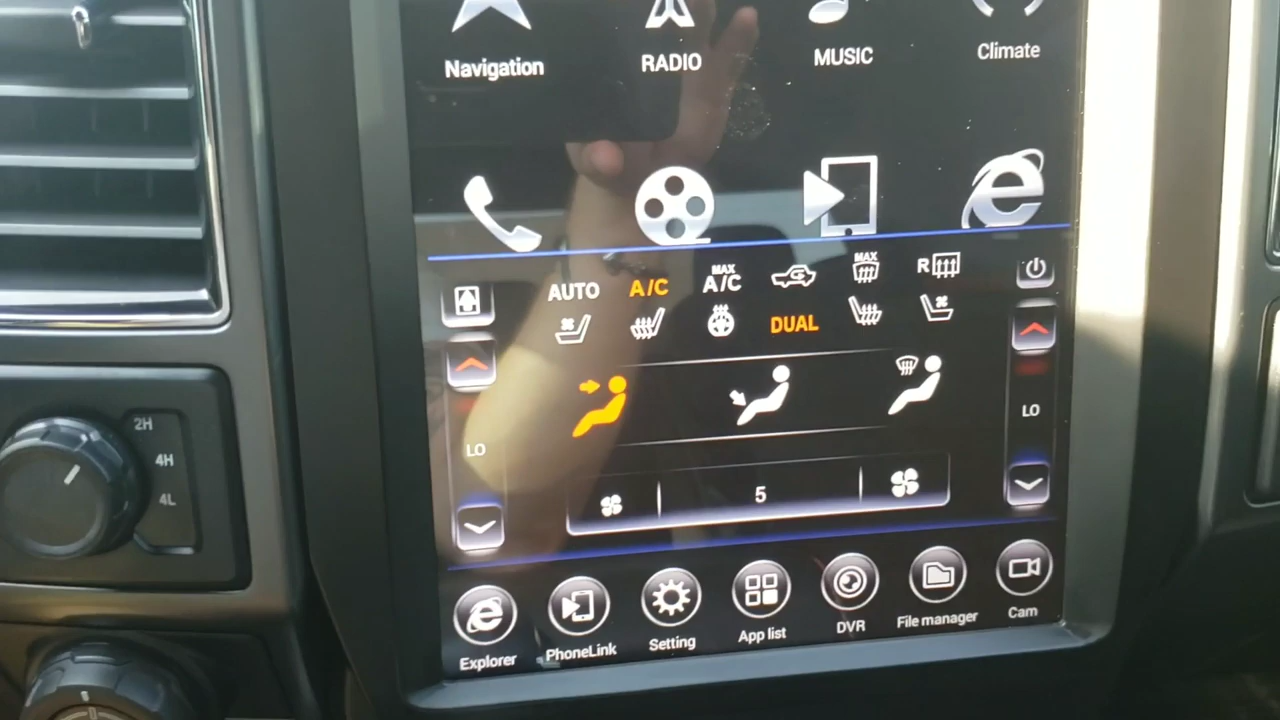 Navigation
RADIO
MUSIC
Climate
AUTO
A/C
MAX
A/C
MAX
R
DUAL
LO
LO
5
2H
4H
4L
Explorer
PhoneLink
Setting
App list
DVR
File manager
Cam